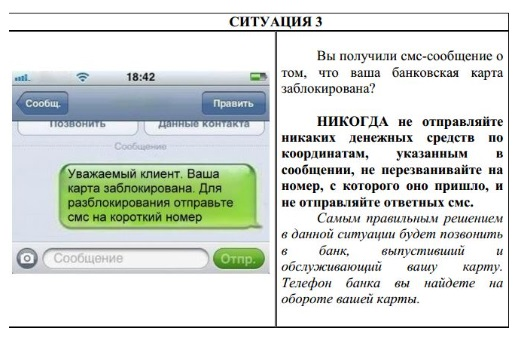 СИТУАЦИЯ 3
18:42
Сообщ.
Править
Позвонить
Данные контакта
Сообщение
Уважаемый клиент. Ваша
карта заблокирована. Для
разблокирования отправьте
смс на короткий номер
Сообщение
Отпр.
Вы получили смс-сообщение о
том, что ваша банковская карта
заблокирована?
НИКОГДА не отправляйте
никаких денежных средств по
координатам, указанным в
сообщении, не перезванивайте на
номер, с которого оно пришло, и
не отправляйте ответных смс.
Самым правильным решением
в данной ситуации будет позвонить
в банк, выпустивший и
обслуживающий вашу карту.
Телефон банка вы найдете на
обороте вашей карты.